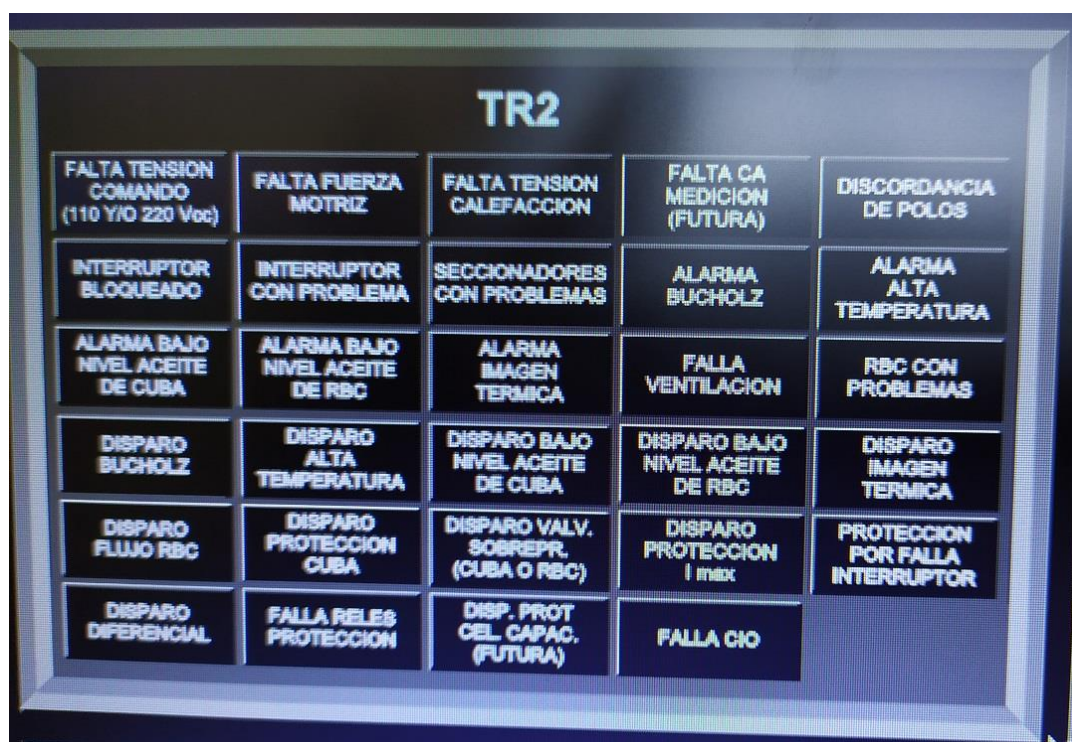 TR2
FALTA TENSION
COMANDO
(110 Y/O 220 Vcc)
FALTA FUERZA
MOTRIZ
FALTA TENSION
CALEFACCION
FALTA CA
MEDICION
(FUTURA)
DISCORDANCIA
DE POLOS
INTERRUPTOR
BLOQUEADO
INTERRUPTOR
CON PROBLEMA
SECCIONADORES
CON PROBLEMAS
ALARMA
BUCHOLZ
ALARMA
ALTA
TEMPERATURA
ALARMA BAJO
NIVEL ACEITE
DE CUBA
ALARMA BAJO
NIVEL ACEITE
DE RBC
ALARMA
IMAGEN
TERMICA
FALLA
VENTILACION
RBC CON
PROBLEMAS
DISPARO
BUCHOLZ
DISPARO
ALTA
TEMPERATURA
DISPARO BAJO
NIVEL ACEITE
DE CUBA
DISPARO BAJO
NIVEL ACEITE
DE RBC
DISPARO
IMAGEN
TERMICA
DISPARO
FLUJO RBC
DISPARO
PROTECCION
CUBA
DISPARO VALV.
SOBREPR.
(CUBA O RBC)
DISPARO
PROTECCION
I max
PROTECCION
POR FALLA
INTERRUPTOR
DISPARO
DIFERENCIAL
FALLA RELES
PROTECCION
DISP. PROT
CEL. CAPAC.
(FUTURA)
FALLA CIO